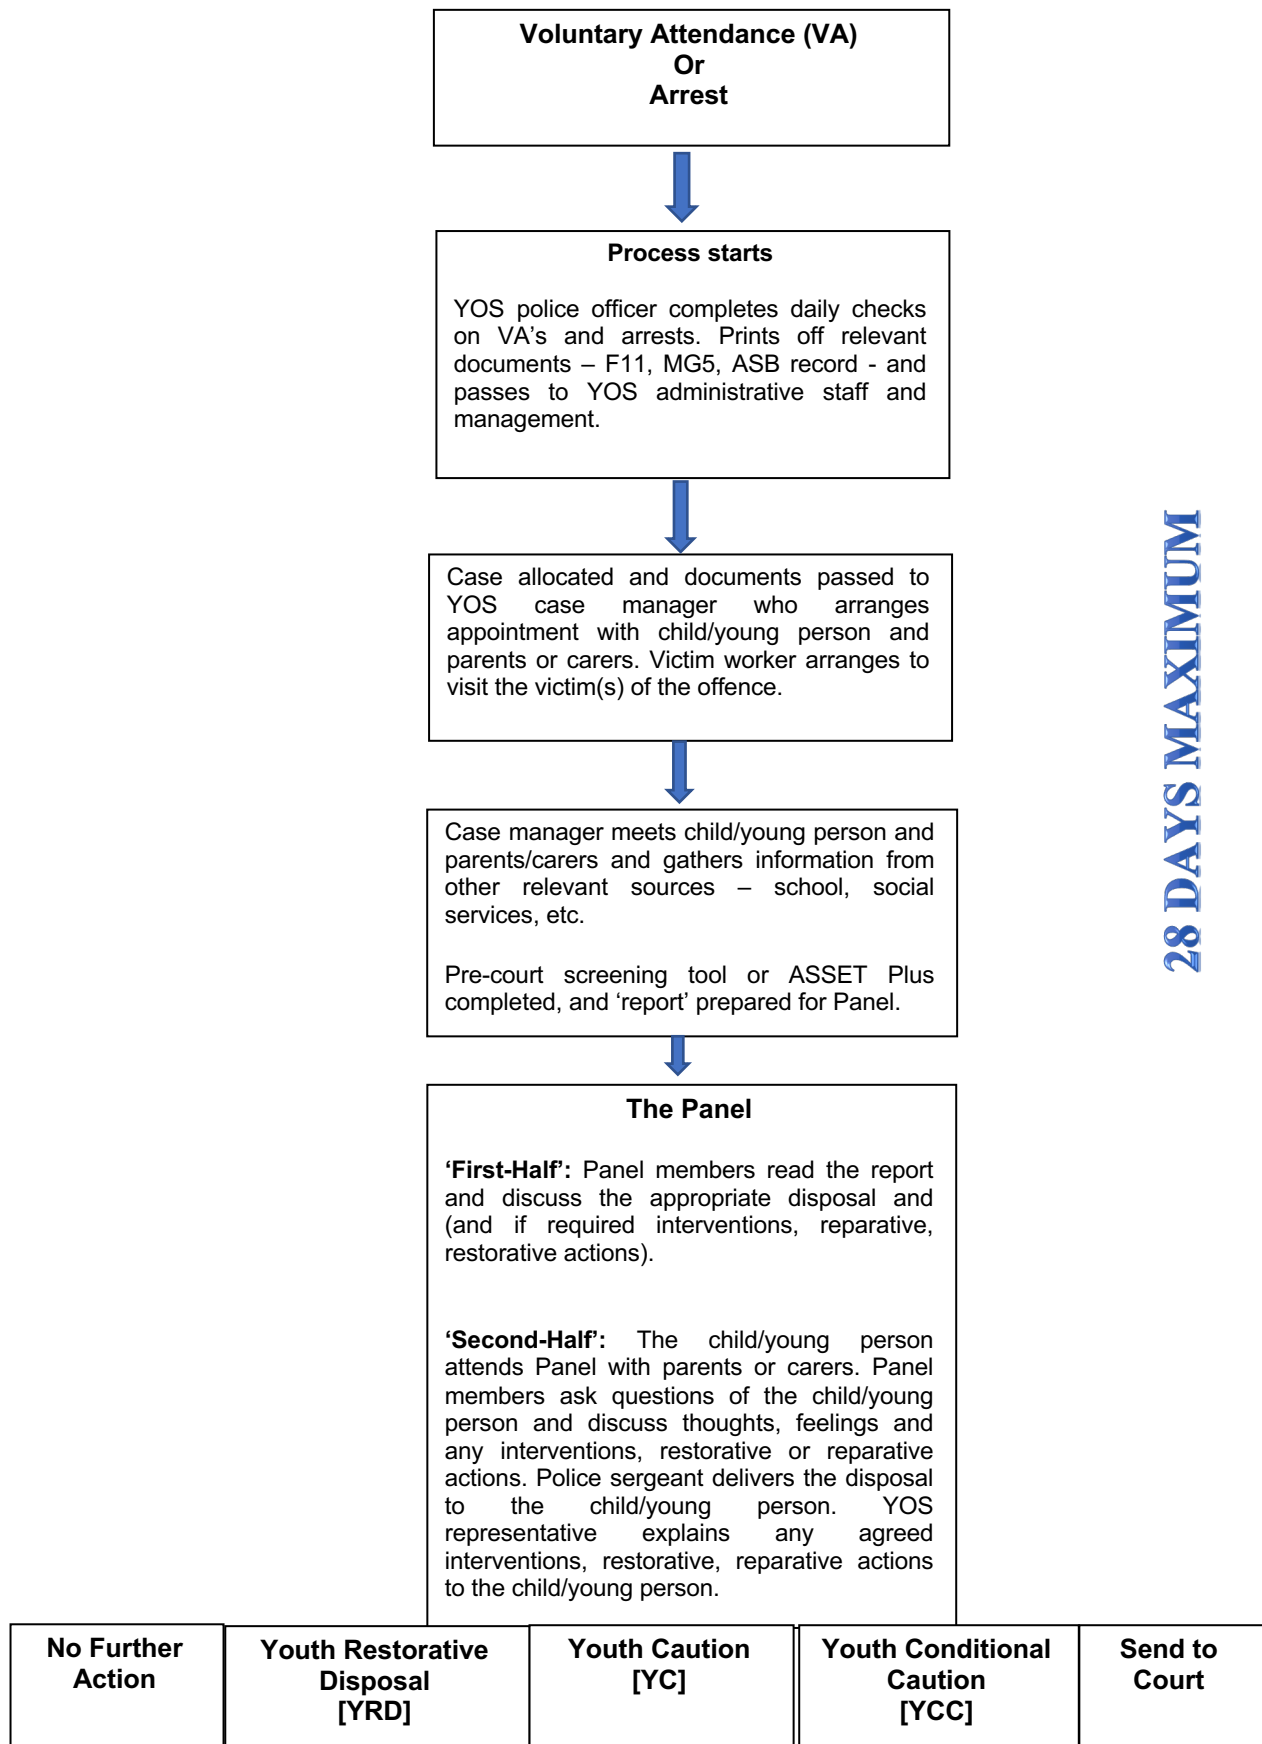 Voluntary Attendance (VA)
Or
Arrest
Process starts
YOS police officer completes daily checks
on VA’s and arrests. Prints off relevant
documents – F11, MG5, ASB record - and
passes to YOS administrative staff and
management.
Case allocated and documents passed to
YOS case manager who arranges
appointment with child/young person and
parents or carers. Victim worker arranges to
visit the victim(s) of the offence.
28 DAYS MAXIMUM
Case manager meets child/young person and
parents/carers and gathers information from
other relevant sources – school, social
services, etc.
Pre-court screening tool or ASSET Plus
completed, and ‘report’ prepared for Panel.
The Panel
‘First-Half’: Panel members read the report
and discuss the appropriate disposal and
(and if required interventions, reparative,
restorative actions).
‘Second-Half’: The child/young person
attends Panel with parents or carers. Panel
members ask questions of the child/young
person and discuss thoughts, feelings and
any interventions, restorative or reparative
actions. Police sergeant delivers the disposal
to the child/young person. YOS
representative explains any agreed
interventions, restorative, reparative actions
to the child/young person.
No Further
Action
Youth Restorative
Disposal
[YRD]
Youth Caution
[YC]
Youth Conditional
Caution
[YCC]
Send to
Court